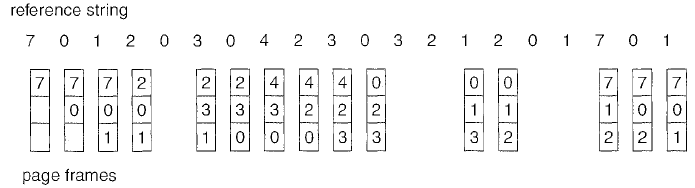 reference string
7 0 1 2 0 3 0 4 2 3 0 3 2 1 2 0 1 7 0 1
7 7 7 2 2 2 4 4 4 0 0 0 7 7 7
0 0 0 3 3 3 2 2 2 1 1 1 0 0
1 1 1 0 0 0 3 3 3 2 2 2 1
page frames